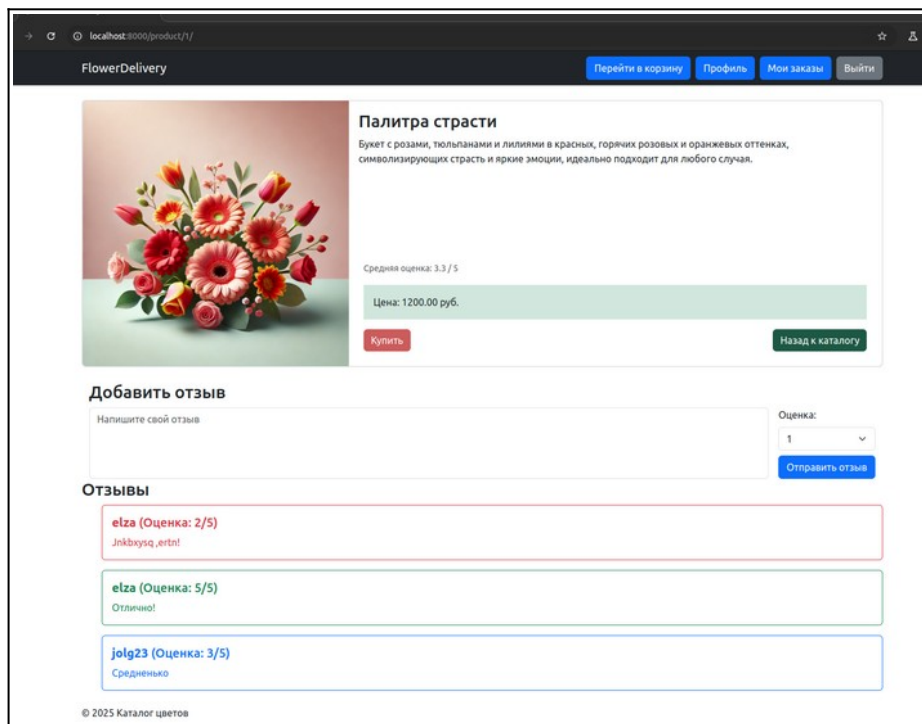 localhost:8000/product/1/
FlowerDelivery
Перейти в корзину
Профиль
Мои заказы
Выйти
Палитра страсти
Букет с розами, тюльпанами и лилиями в красных, горячих розовых и оранжевых оттенках,
символизирующих страсть и яркие эмоции, идеально подходит для любого случая.
Средняя оценка: 3.3 / 5
Цена: 1200.00 руб.
Купить
Назад к каталогу
Добавить отзыв
Напишите свой отзыв
Оценка:
1
Отправить отзыв
Отзывы
elza (Оценка: 2/5)
Jnkbxysq ,ertn!
elza (Оценка: 5/5)
Отлично!
jolg23 (Оценка: 3/5)
Средненько
© 2025 Каталог цветов